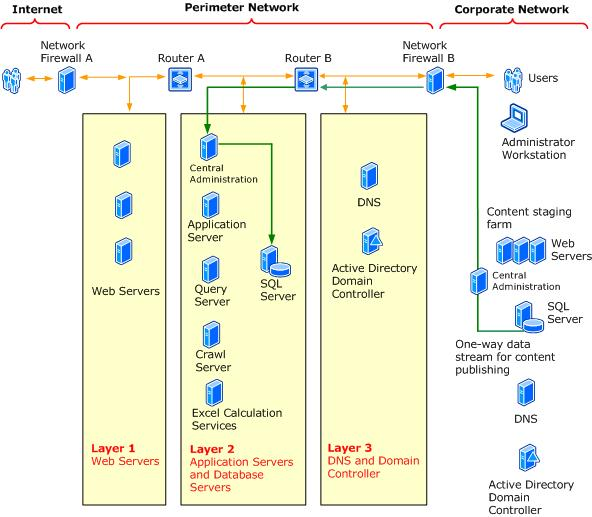 Internet
Perimeter Network
Corporate Network
Network
Firewall A
Router A
Router B
Network
Firewall B
Users
Administrator
Workstation
Central
Administration
Application
Server
Query
Server
SQL
Server
Crawl
Server
Excel Calculation
Services
Web Servers
DNS
Active Directory
Domain
Controller
Content staging
farm
Web
Servers
Central
Administration
SQL
Server
One-way data
stream for content
publishing
DNS
Active Directory
Domain
Controller
Layer 1
Web Servers
Layer 2
Application Servers
and Database
Servers
Layer 3
DNS and Domain
Controller